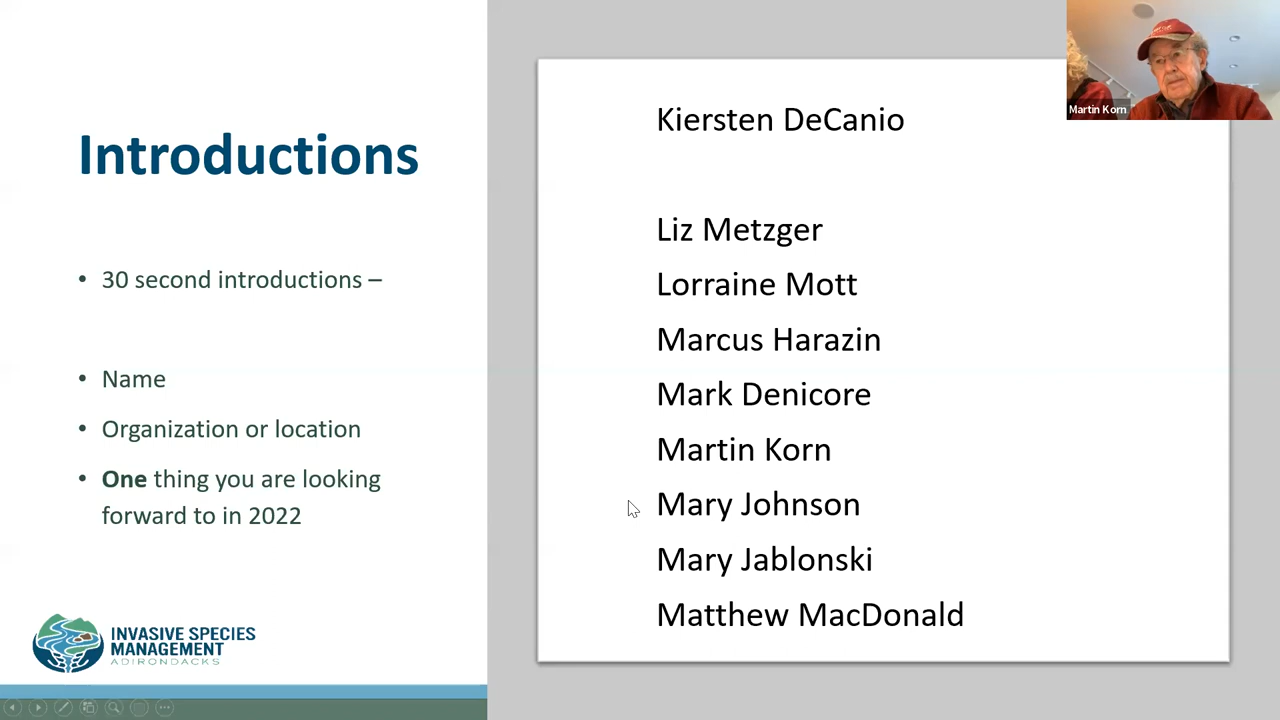 Introductions
• 30 second introductions –
• Name
• Organization or location
• One thing you are looking
forward to in 2022
INVASIVE SPECIES
MANAGEMENT
ADIRONDACKS
Kiersten DeCanio
Liz Metzger
Lorraine Mott
Marcus Harazin
Mark Denicore
Martin Korn
Mary Johnson
Mary Jablonski
Matthew MacDonald
Martin Korn